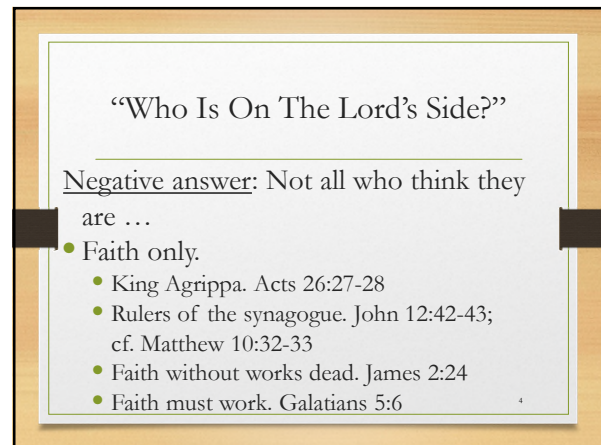 “Who Is On The Lord’s Side?”
Negative answer: Not all who think they
are …
• Faith only.
• King Agrippa. Acts 26:27-28
• Rulers of the synagogue. John 12:42-43;
cf. Matthew 10:32-33
• Faith without works dead. James 2:24
• Faith must work. Galatians 5:6
4